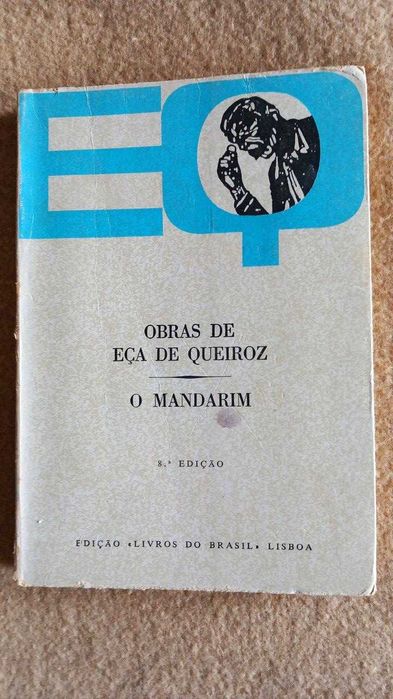 EQ
OBRAS DE
EÇA DE QUEIROZ
O MANDARIM
8.ª EDIÇÃO
EDIÇÃO «LIVROS DO BRASIL» LISBOA